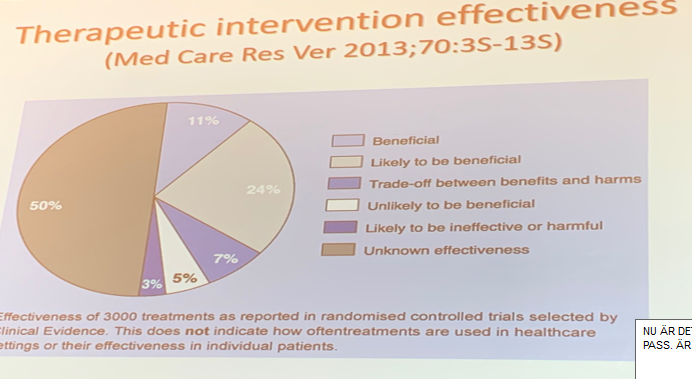 Therapeutic intervention effectiveness
(Med Care Res Ver 2013;70:3S-13S)
11%
24%
7%
5%
3%
50%
Beneficial
Likely to be beneficial
Trade-off between benefits and harms
Unlikely to be beneficial
Likely to be ineffective or harmful
Unknown effectiveness
ffectiveness of 3000 treatments as reported in randomised controlled trials selected by
linical Evidence. This does not indicate how oftentreatments are used in healthcare
ettings or their effectiveness in individual patients.
NU ÄR DET
PASS. ÄR